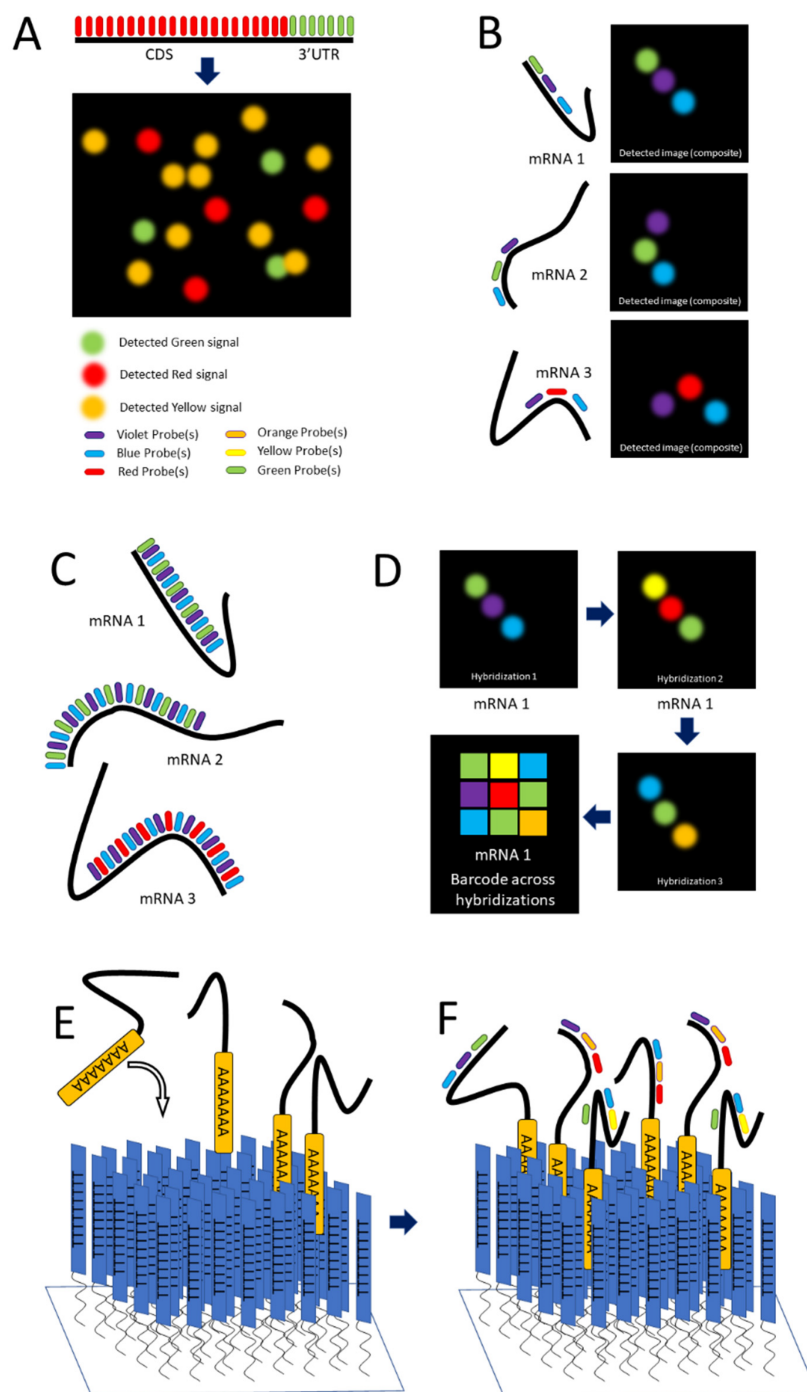 A
CDS
3'UTR
Detected Green signal
Detected Red signal
Detected Yellow signal
Violet Probe(s)
Orange Probe(s)
Blue Probe(s)
Yellow Probe(s)
Red Probe(s)
Green Probe(s)
B
mRNA 1
Detected image (composite)
mRNA 2
Detected image (composite)
mRNA 3
Detected image (composite)
C
mRNA 1
mRNA 2
mRNA 3
D
Hybridization 1
mRNA 1
Hybridization 2
mRNA 1
mRNA 1
Barcode across
hybridizations
Hybridization 3
E
AAAAAAA
AAAAAAA
F
AAAAAAA
AAAAAAA